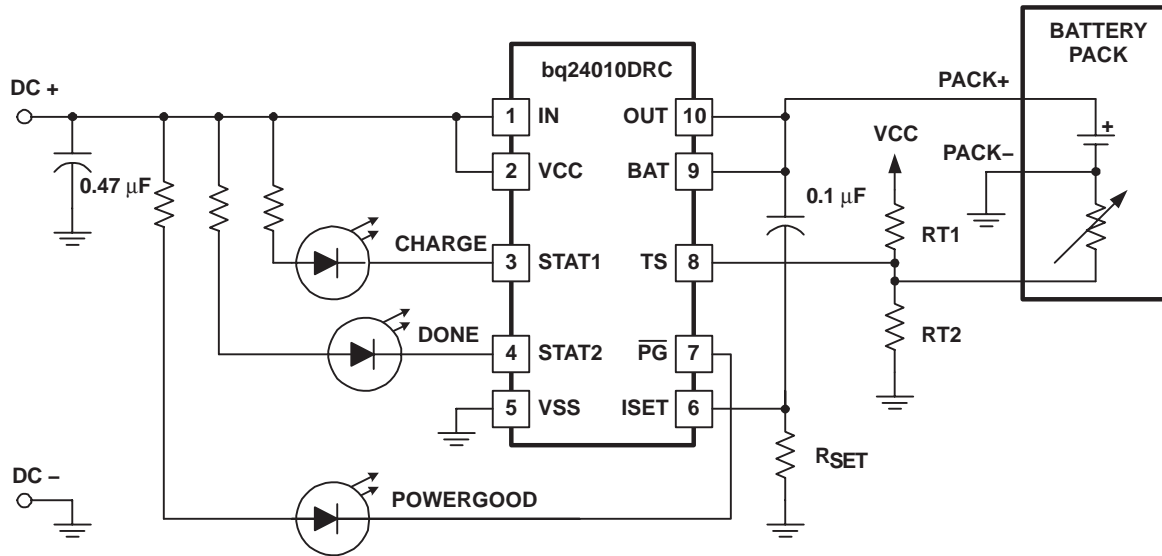 BATTERY
PACK
bq24010DRC
DC +
PACK+
1 IN OUT 10
VCC
+
PACK–
2 VCC BAT 9
0.47 μF
0.1 μF
RT1
CHARGE
3 STAT1 TS 8
DONE
RT2
4 STAT2 PG 7
5 VSS ISET 6
RSET
DC –
POWERGOOD